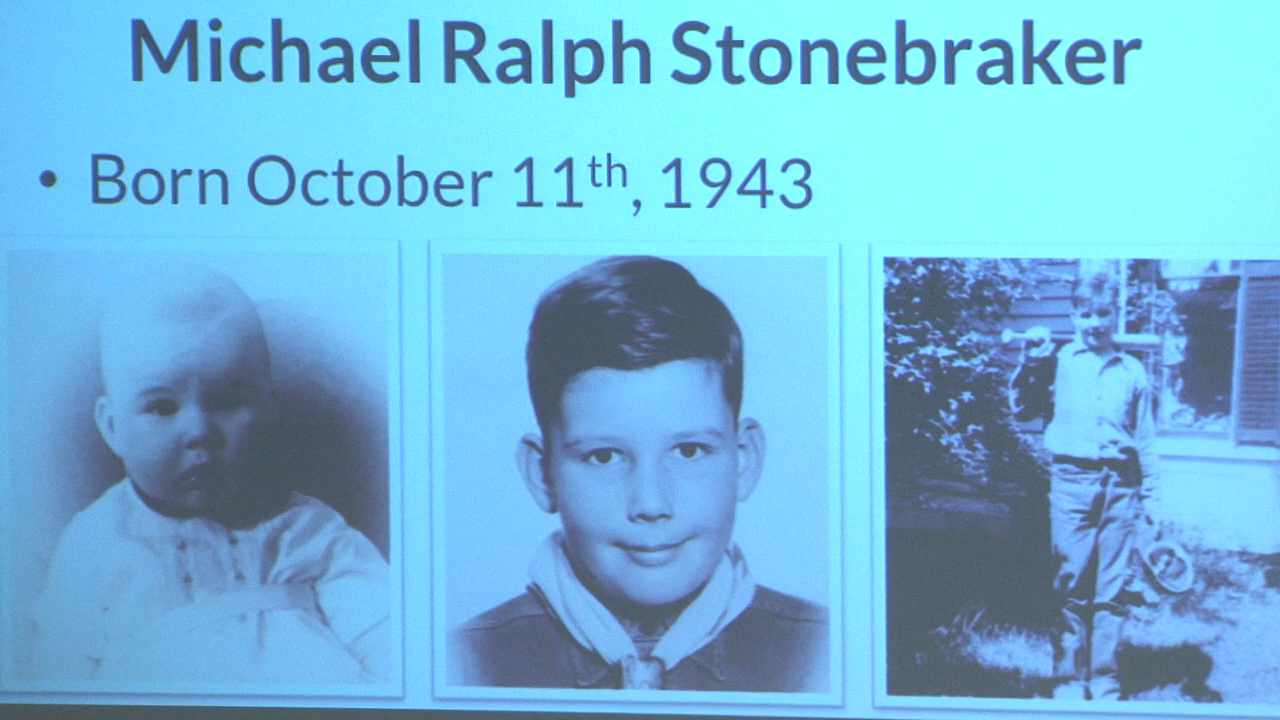 Michael Ralph Stonebraker
• Born October 11th, 1943